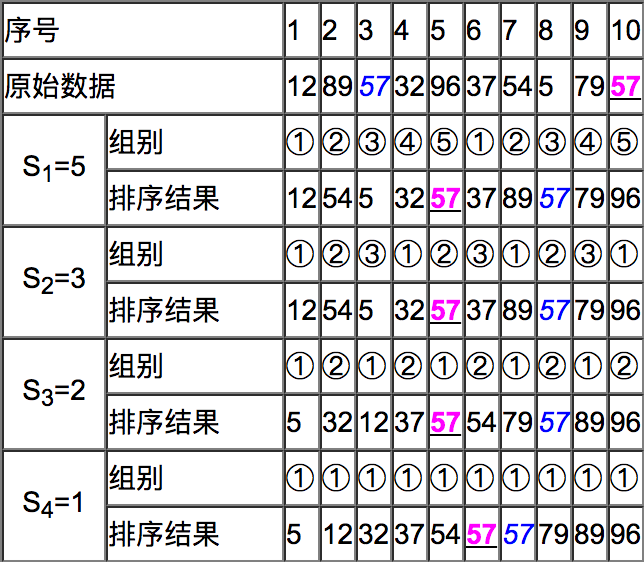 序号 1 2 3 4 5 6 7 8 9 10
原始数据 12 89 57 32 96 37 54 5 79 57
S1=5 组别 ① ② ③ ④ ⑤ ① ② ③ ④ ⑤
排序结果 12 54 5 32 57 37 89 57 79 96
S2=3 组别 ① ② ③ ① ② ③ ① ② ③ ①
排序结果 12 54 5 32 57 37 89 57 79 96
S3=2 组别 ① ② ① ② ① ② ① ② ① ②
排序结果 5 32 12 37 57 54 79 57 89 96
S4=1 组别 ① ① ① ① ① ① ① ① ① ①
排序结果 5 12 32 37 54 57 57 79 89 96